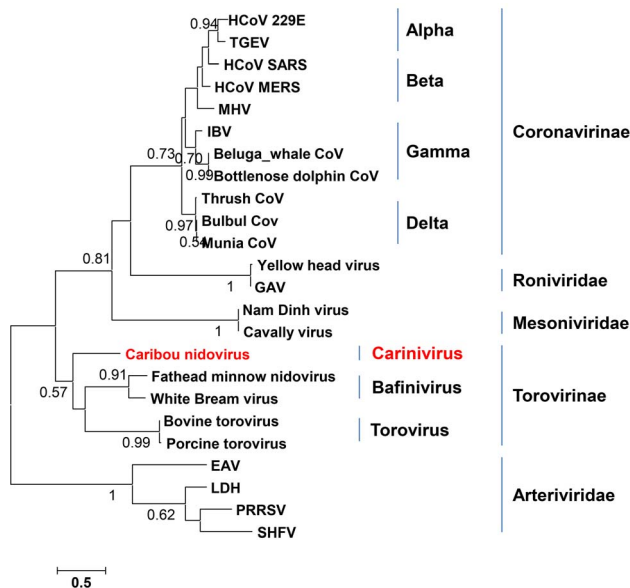 0.94
HCoV 229E
TGEV
Alpha
HCoV SARS
HCoV MERS
Beta
MHV
Coronavirinae
IBV
0.73
0.70
Beluga_whale CoV
Gamma
0.99
Bottlenose dolphin CoV
Thrush CoV
0.97
Bulbul Cov
Delta
0.54
Munia CoV
0.81
Yellow head virus
1
GAV
Roniviridae
Nam Dinh virus
1
Cavally virus
Mesoniviridae
Caribou nidovirus
Carinivirus
0.57
0.91
Fathead minnow nidovirus
White Bream virus
Bafinivirus
Torovirinae
Bovine torovirus
0.99
Porcine torovirus
Torovirus
EAV
1
LDH
0.62
PRRSV
SHFV
Arteriviridae
0.5